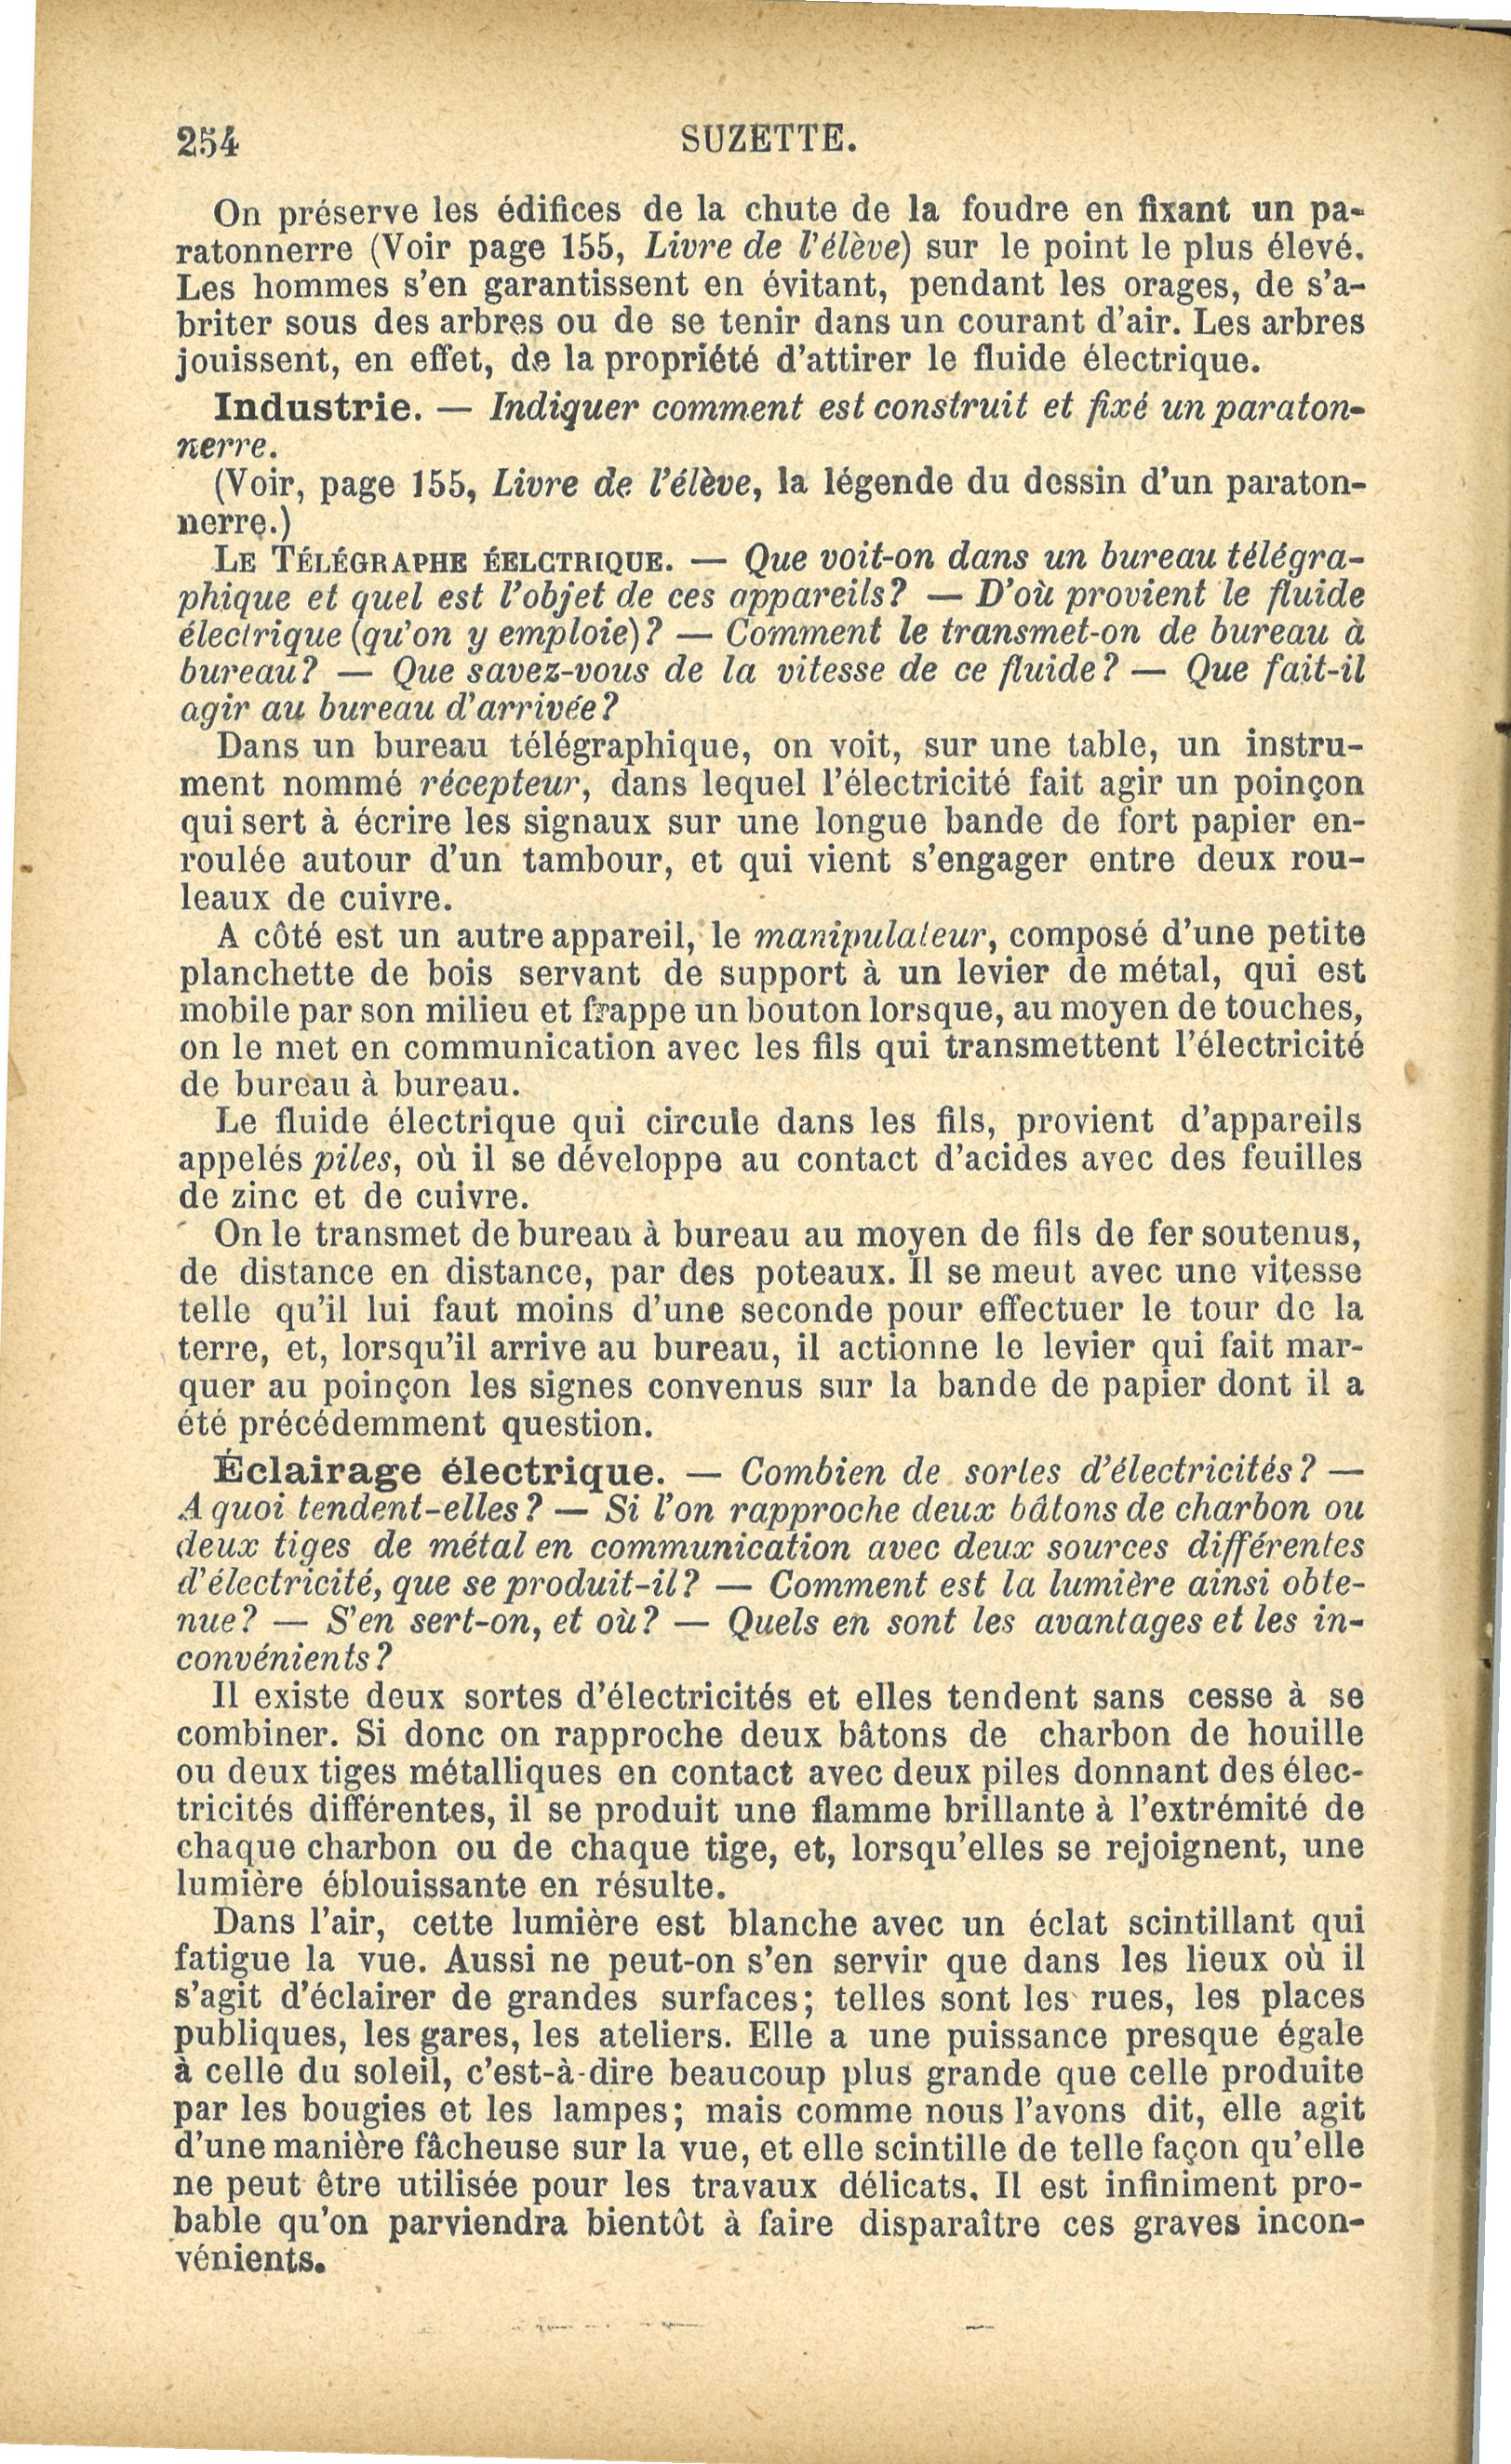 254
SUZETTE.
On préserve les édifices de la chute de la foudre en fixant un pa-
ratonnerre (Voir page 155, Livre de l'élève) sur le point le plus élevé.
Les hommes s'en garantissent en évitant, pendant les orages, de s'a-
briter sous des arbres ou de se tenir dans un courant d'air. Les arbres
jouissent, en effet, de la propriété d'attirer le fluide électrique.
Industrie. — Indiquer comment est construit et fixé un paraton-
nerre.
(Voir, page 155, Livre de l'élève, la légende du dessin d'un paraton-
nerre.)
LE TÉLÉGRAPHE ÉELCTRIQUE. — Que voit-on dans un bureau télégra-
phique et quel est l'objet de ces appareils? — D'où provient le fluide
électrique (qu'on y emploie)? — Comment le transmet-on de bureau à
bureau? — Que savez-vous de la vitesse de ce fluide? — Que fait-il
agir au bureau d'arrivée?
Dans un bureau télégraphique, on voit, sur une table, un instru-
ment nommé récepteur, dans lequel l'électricité fait agir un poinçon
qui sert à écrire les signaux sur une longue bande de fort papier en-
roulée autour d'un tambour, et qui vient s'engager entre deux rou-
leaux de cuivre.
A côté est un autre appareil, le manipulateur, composé d'une petite
planchette de bois servant de support à un levier de métal, qui est
mobile par son milieu et frappe un bouton lorsque, au moyen de touches,
on le met en communication avec les fils qui transmettent l'électricité
de bureau à bureau.
Le fluide électrique qui circule dans les fils, provient d'appareils
appelés piles, où il se développe au contact d'acides avec des feuilles
de zinc et de cuivre.
On le transmet de bureau à bureau au moyen de fils de fer soutenus,
de distance en distance, par des poteaux. Il se meut avec une vitesse
telle qu'il lui faut moins d'une seconde pour effectuer le tour de la
terre, et, lorsqu'il arrive au bureau, il actionne le levier qui fait mar-
quer au poinçon les signes convenus sur la bande de papier dont il a
été précédemment question.
Éclairage électrique. — Combien de sortes d'électricités? —
A quoi tendent-elles? — Si l'on rapproche deux bâtons de charbon ou
deux tiges de métal en communication avec deux sources différentes
d'électricité, que se produit-il? — Comment est la lumière ainsi obte-
nue? — S'en sert-on, et où? — Quels en sont les avantages et les in-
convénients?
Il existe deux sortes d'électricités et elles tendent sans cesse à se
combiner. Si donc on rapproche deux bâtons de charbon de houille
ou deux tiges métalliques en contact avec deux piles donnant des élec-
tricités différentes, il se produit une flamme brillante à l'extrémité de
chaque charbon ou de chaque tige, et, lorsqu'elles se rejoignent, une
lumière éblouissante en résulte.
Dans l'air, cette lumière est blanche avec un éclat scintillant qui
fatigue la vue. Aussi ne peut-on s'en servir que dans les lieux où il
s'agit d'éclairer de grandes surfaces; telles sont les rues, les places
publiques, les gares, les ateliers. Elle a une puissance presque égale
à celle du soleil, c'est-à-dire beaucoup plus grande que celle produite
par les bougies et les lampes; mais comme nous l'avons dit, elle agit
d'une manière fâcheuse sur la vue, et elle scintille de telle façon qu'elle
ne peut être utilisée pour les travaux délicats. Il est infiniment pro-
bable qu'on parviendra bientôt à faire disparaître ces graves incon-
vénients.